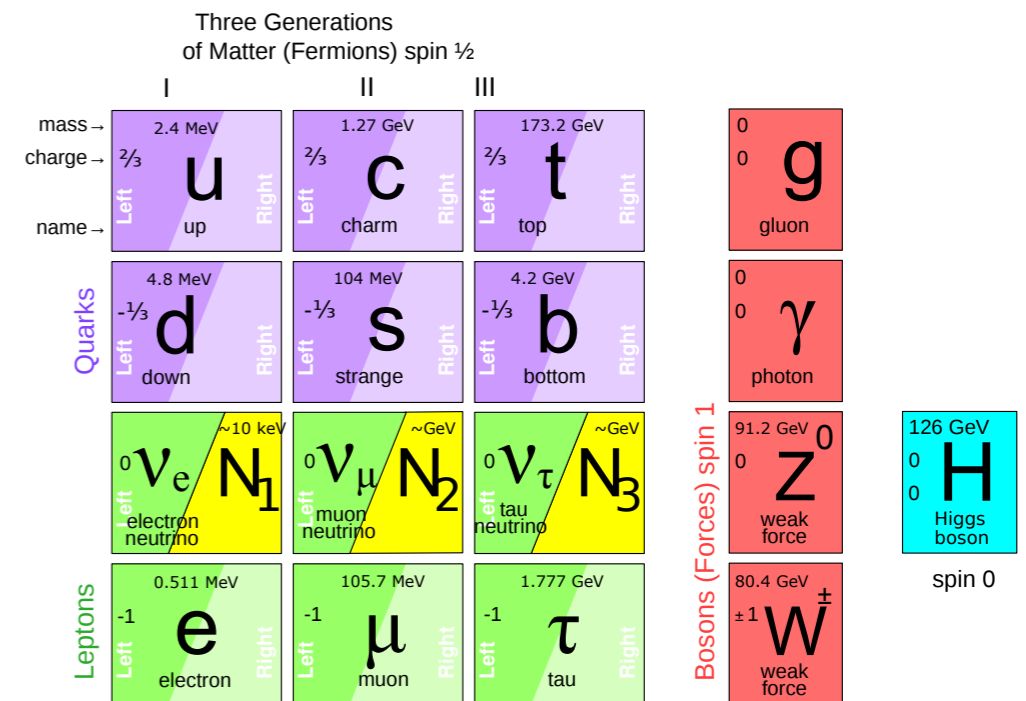 Three Generations
of Matter (Fermions) spin ½
I II III
mass→
charge→
name→
2.4 MeV
⅔
u
Left
Right
up
1.27 GeV
⅔
c
Left
Right
charm
173.2 GeV
⅔
t
Left
Right
top
0
0
g
gluon
Quarks
4.8 MeV
-⅓
d
Left
Right
down
104 MeV
-⅓
s
Left
Right
strange
4.2 GeV
-⅓
b
Left
Right
bottom
0
0
γ
photon
~10 keV
0
νe
N1
Left
electron
neutrino
~GeV
0
νμ
N2
Left
muon
neutrino
~GeV
0
ντ
N3
Left
tau
neutrino
Bosons (Forces) spin 1
91.2 GeV
0
Z0
weak
force
126 GeV
0
0
H
Higgs
boson
spin 0
Leptons
0.511 MeV
-1
e
Left
Right
electron
105.7 MeV
-1
μ
Left
Right
muon
1.777 GeV
-1
τ
Left
Right
tau
80.4 GeV
±1
W±
weak
force